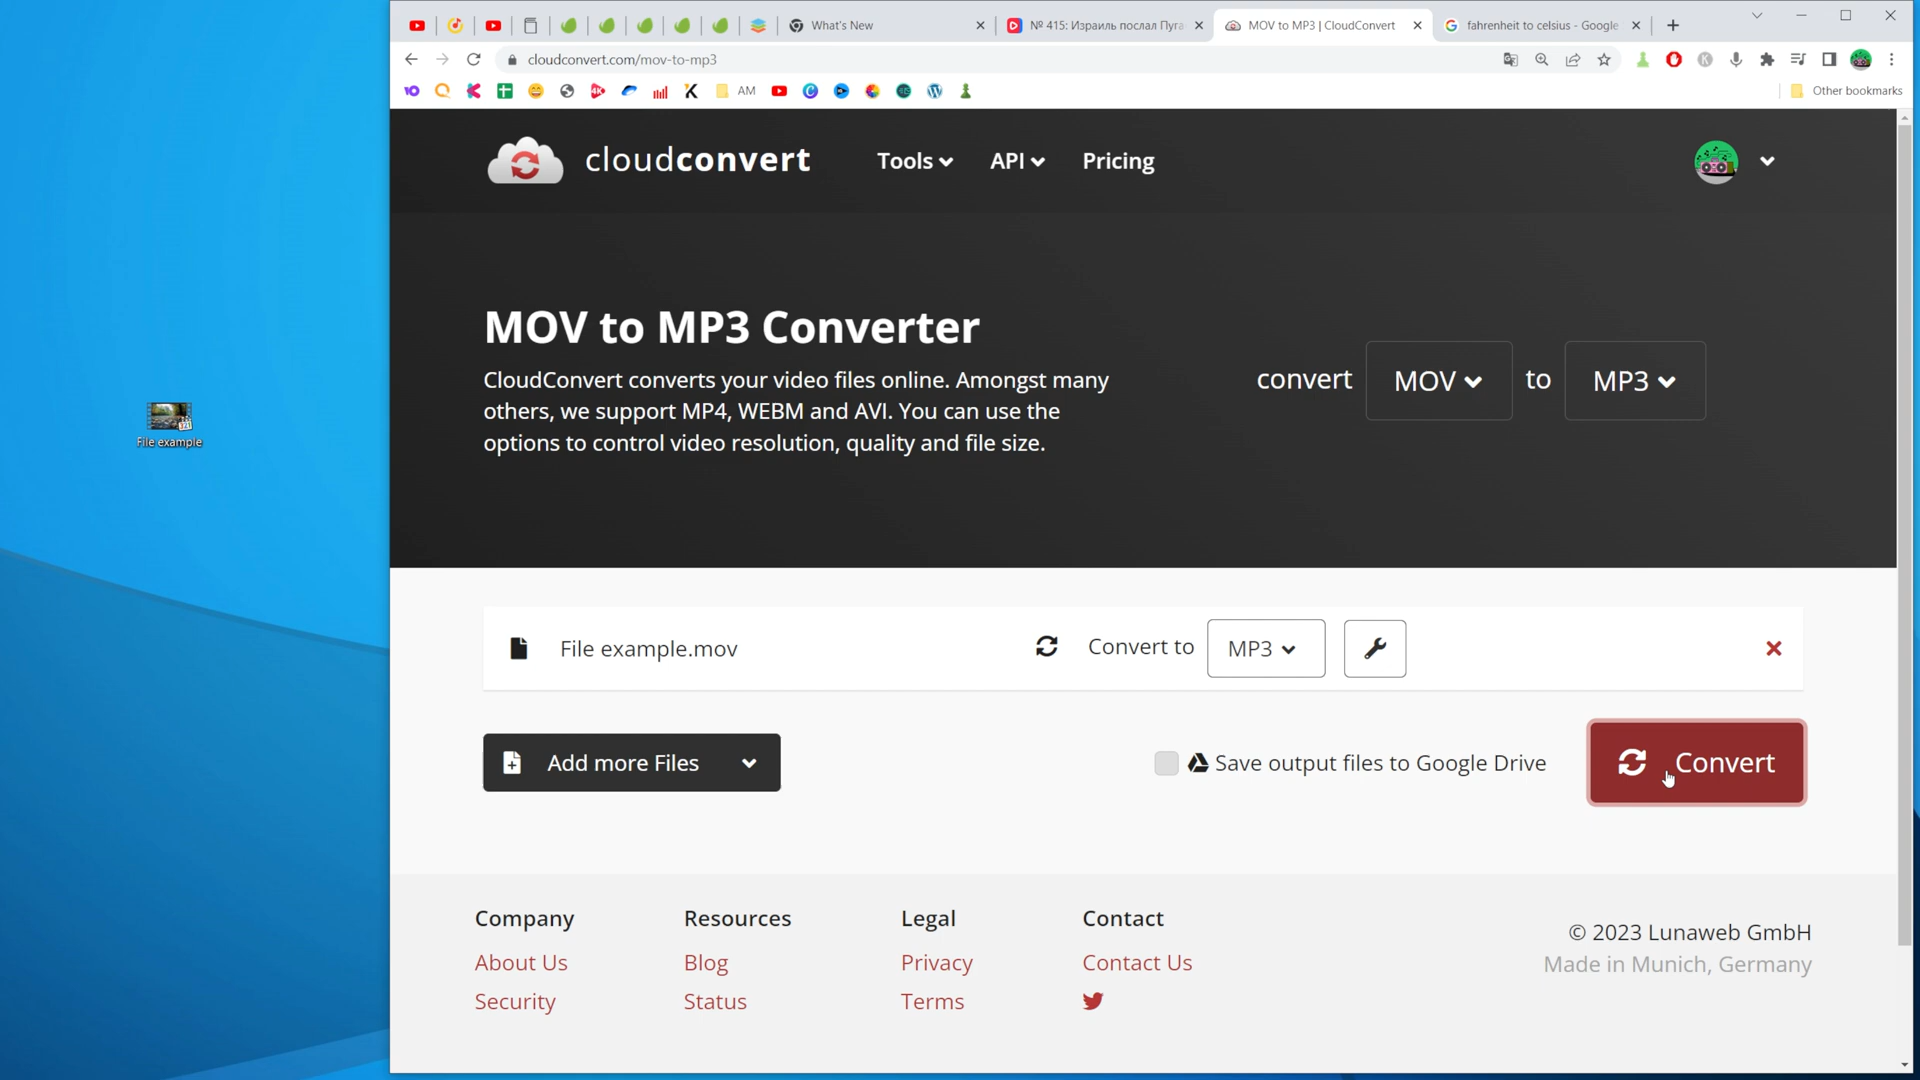 What's New
№ 415: Израиль послал Пуга
MOV to MP3 | CloudConvert
fahrenheit to celsius - Google
cloudconvert.com/mov-to-mp3
AM
Other bookmarks
cloudconvert
Tools
API
Pricing
MOV to MP3 Converter
CloudConvert converts your video files online. Amongst many
others, we support MP4, WEBM and AVI. You can use the
options to control video resolution, quality and file size.
convert MOV to MP3
File example
File example.mov
Convert to MP3
Add more Files
Save output files to Google Drive
Convert
Company
About Us
Security
Resources
Blog
Status
Legal
Privacy
Terms
Contact
Contact Us
© 2023 Lunaweb GmbH
Made in Munich, Germany